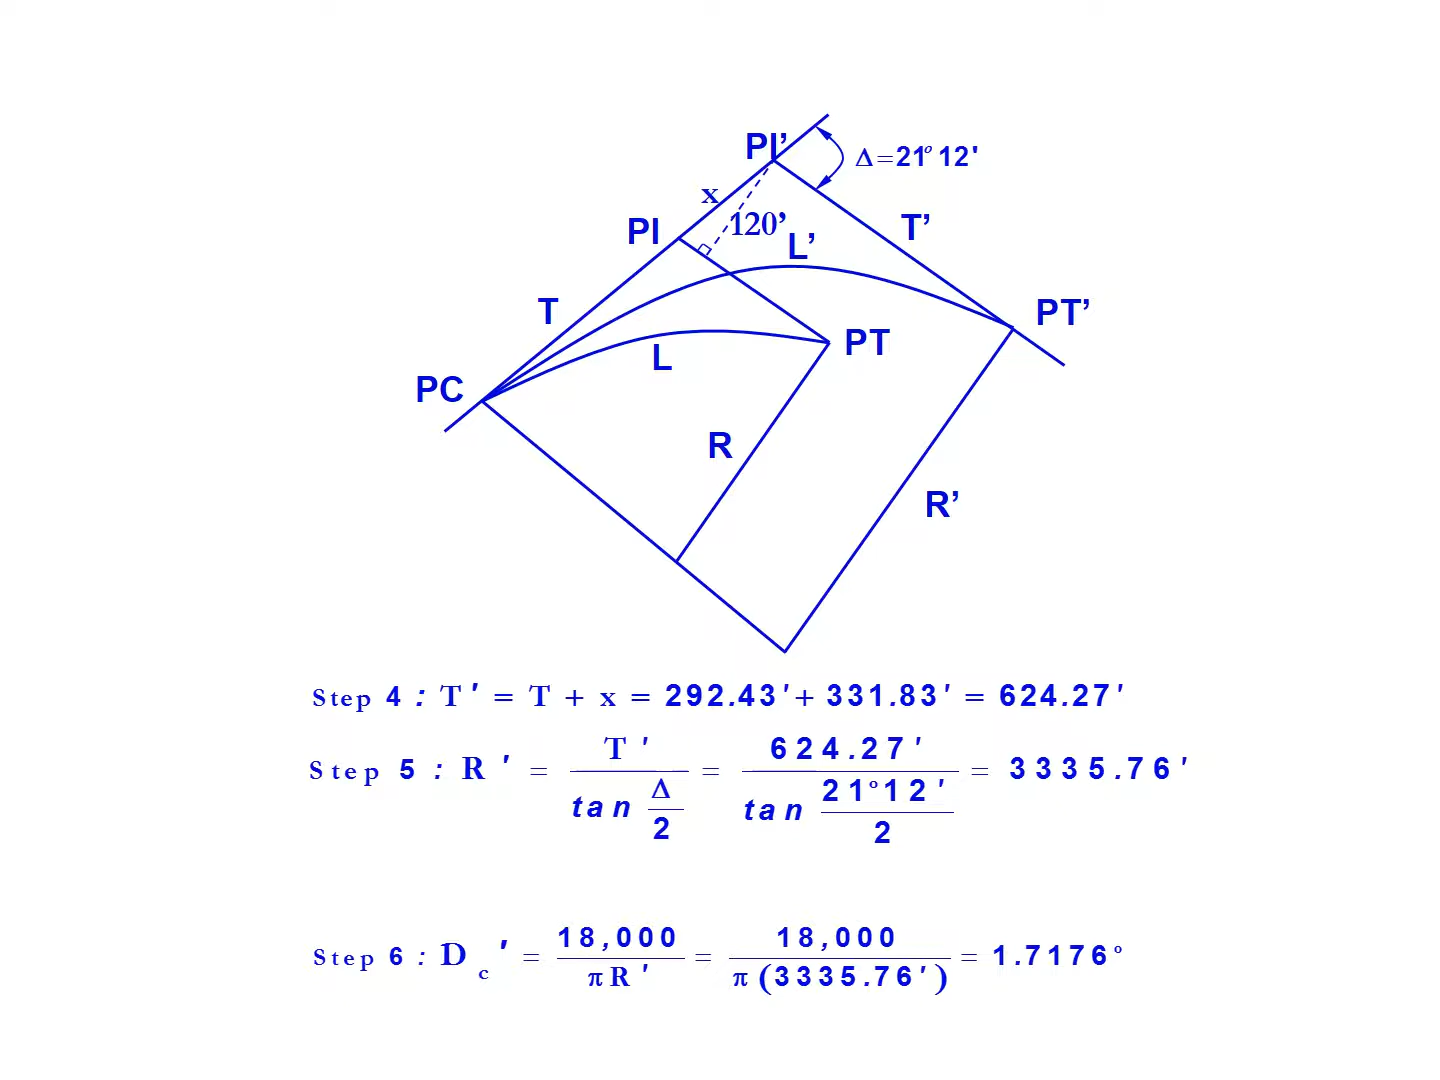 PI’
Δ=21° 12'
x
PI
120’
T’
L’
T
PT’
L
PT
PC
R
R’
Step 4 : T ′ = T + x = 292.43′ + 331.83′ = 624.27′
Step 5 : R ′ = T ′ / tan Δ/2 = 624.27′ / tan 21°12′/2 = 3335.76′
Step 6 : D c ′ = 18,000 / πR ′ = 18,000 / π (3335.76′) = 1.7176°